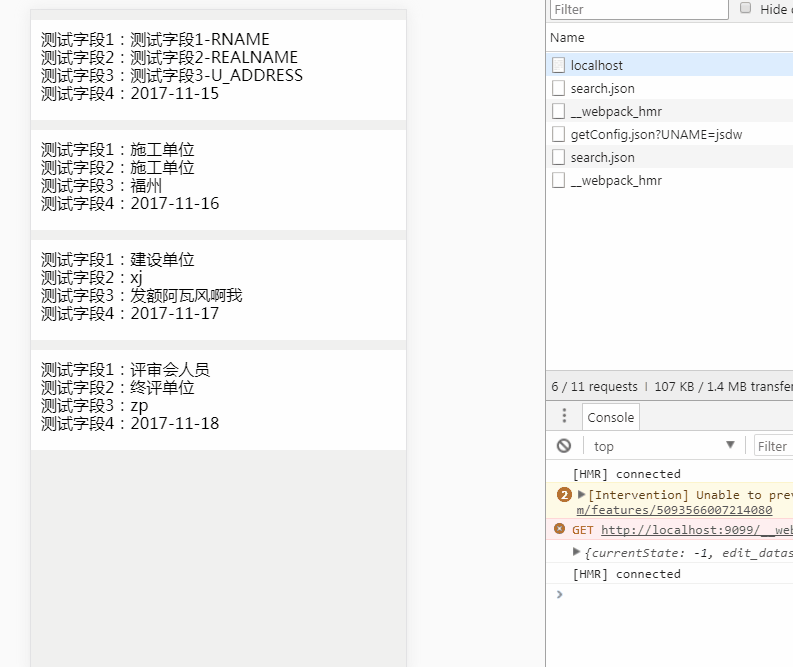 测试字段1：测试字段1-RNAME
测试字段2：测试字段2-REALNAME
测试字段3：测试字段3-U_ADDRESS
测试字段4：2017-11-15
测试字段1：施工单位
测试字段2：施工单位
测试字段3：福州
测试字段4：2017-11-16
测试字段1：建设单位
测试字段2：xj
测试字段3：发额阿瓦风啊我
测试字段4：2017-11-17
测试字段1：评审会人员
测试字段2：终评单位
测试字段3：zp
测试字段4：2017-11-18
Filter
Hide
Name
localhost
search.json
__webpack_hmr
getConfig.json?UNAME=jsdw
search.json
__webpack_hmr
6 / 11 requests | 107 KB / 1.4 MB transfer
Console
top
Filter
[HMR] connected
2 ▶[Intervention] Unable to prev
m/features/5093566007214080
GET http://localhost:9099/__web
▶{currentState: -1, edit_datas
[HMR] connected
>